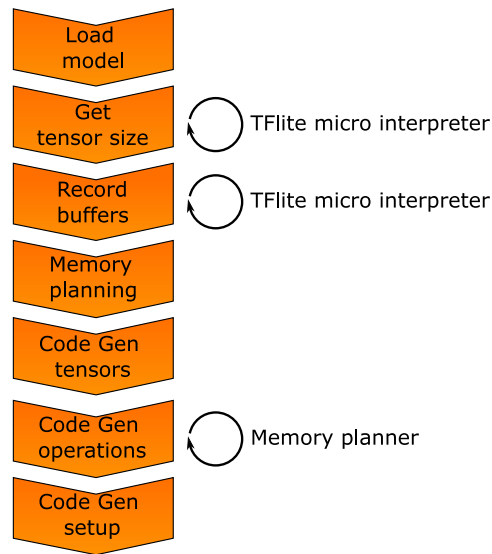 Load
model
Get
tensor size
TFlite micro interpreter
Record
buffers
TFlite micro interpreter
Memory
planning
Code Gen
tensors
Code Gen
operations
Memory planner
Code Gen
setup